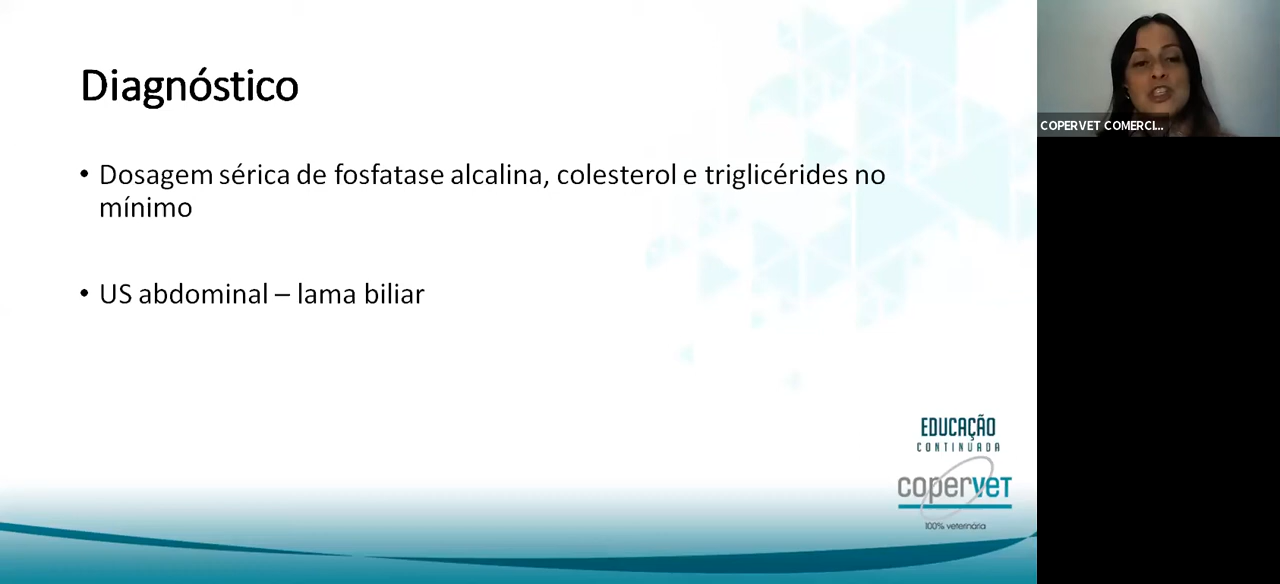 Diagnóstico
• Dosagem sérica de fosfatase alcalina, colesterol e triglicérides no
mínimo
• US abdominal – lama biliar
COPERVET COMERCI...
EDUCAÇÃO
CONTINUADA
copervet
100% veterinária